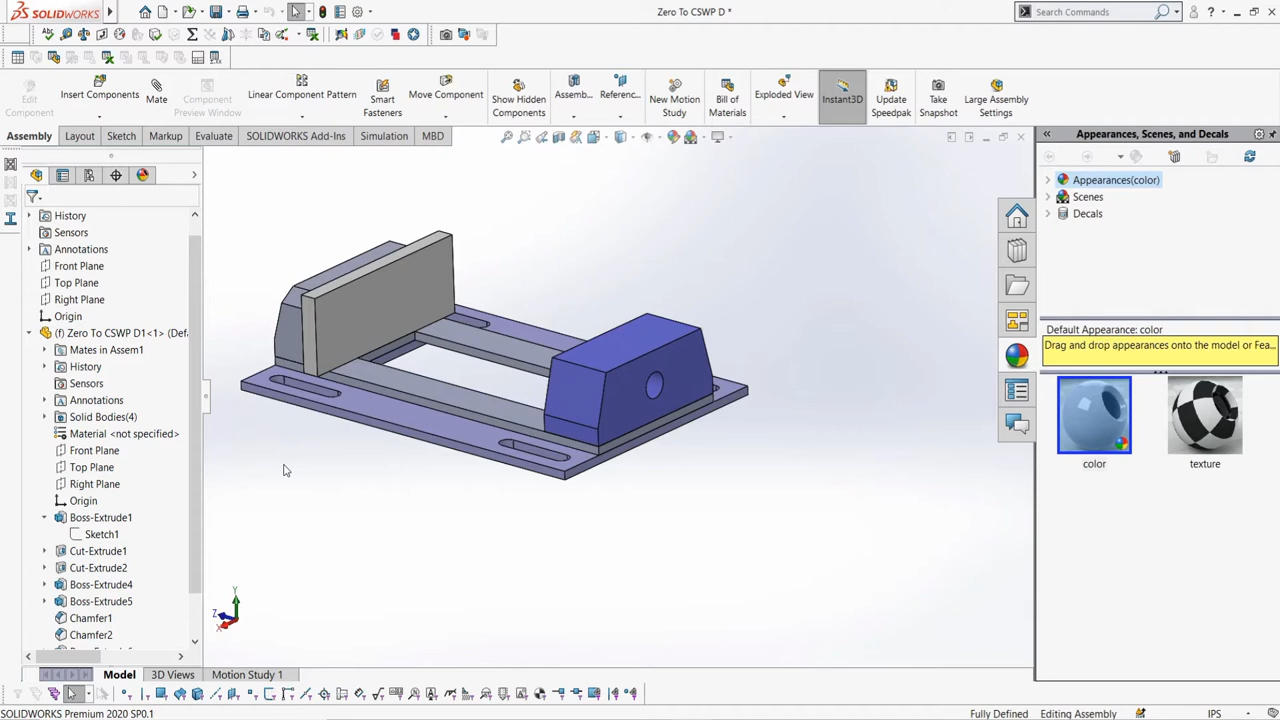 SOLIDWORKS
Zero To CSWP D *
Search Commands
Edit Component
Insert Components
Mate
Component Preview Window
Linear Component Pattern
Smart Fasteners
Move Component
Show Hidden Components
Assemb...
Referenc...
New Motion Study
Bill of Materials
Exploded View
Instant3D
Update Speedpak
Take Snapshot
Large Assembly Settings
Assembly
Layout
Sketch
Markup
Evaluate
SOLIDWORKS Add-Ins
Simulation
MBD
History
Sensors
Annotations
Front Plane
Top Plane
Right Plane
Origin
(f) Zero To CSWP D1<1> (Def
Mates in Assem1
History
Sensors
Annotations
Solid Bodies(4)
Material <not specified>
Front Plane
Top Plane
Right Plane
Origin
Boss-Extrude1
Sketch1
Cut-Extrude1
Cut-Extrude2
Boss-Extrude4
Boss-Extrude5
Chamfer1
Chamfer2
Y
Z
X
Appearances, Scenes, and Decals
Appearances(color)
Scenes
Decals
Default Appearance: color
Drag and drop appearances onto the model or Fea...
color
texture
Model
3D Views
Motion Study 1
SOLIDWORKS Premium 2020 SP0.1
Fully Defined
Editing Assembly
IPS